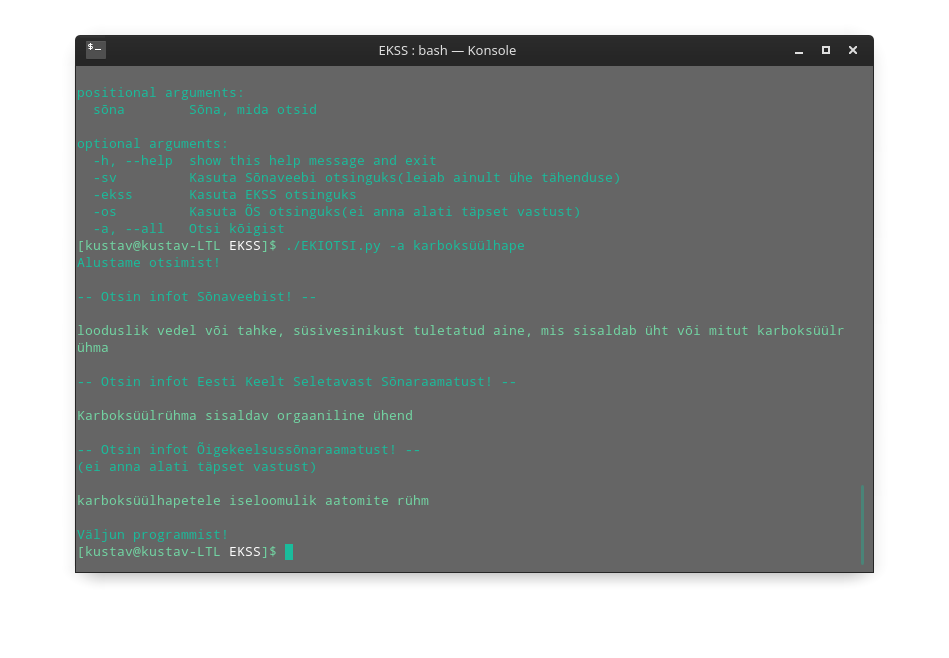 $_
EKSS : bash — Konsole
positional arguments:
  sõna        Sõna, mida otsid
optional arguments:
  -h, --help  show this help message and exit
  -sv         Kasuta Sõnaveebi otsinguks(leiab ainult ühe tähenduse)
  -ekss       Kasuta EKSS otsinguks
  -os         Kasuta ÕS otsinguks(ei anna alati täpset vastust)
  -a, --all   Otsi kõigist
[kustav@kustav-LTL EKSS]$ ./EKIOTSI.py -a karboksüülhape
Alustame otsimist!
-- Otsin infot Sõnaveebist! --
looduslik vedel või tahke, süsivesinikust tuletatud aine, mis sisaldab üht või mitut karboksüülr
ühma
-- Otsin infot Eesti Keelt Seletavast Sõnaraamatust! --
Karboksüülrühma sisaldav orgaaniline ühend
-- Otsin infot Õigekeelsussõnaraamatust! --
(ei anna alati täpset vastust)
karboksüülhapetele iseloomulik aatomite rühm
Väljun programmist!
[kustav@kustav-LTL EKSS]$